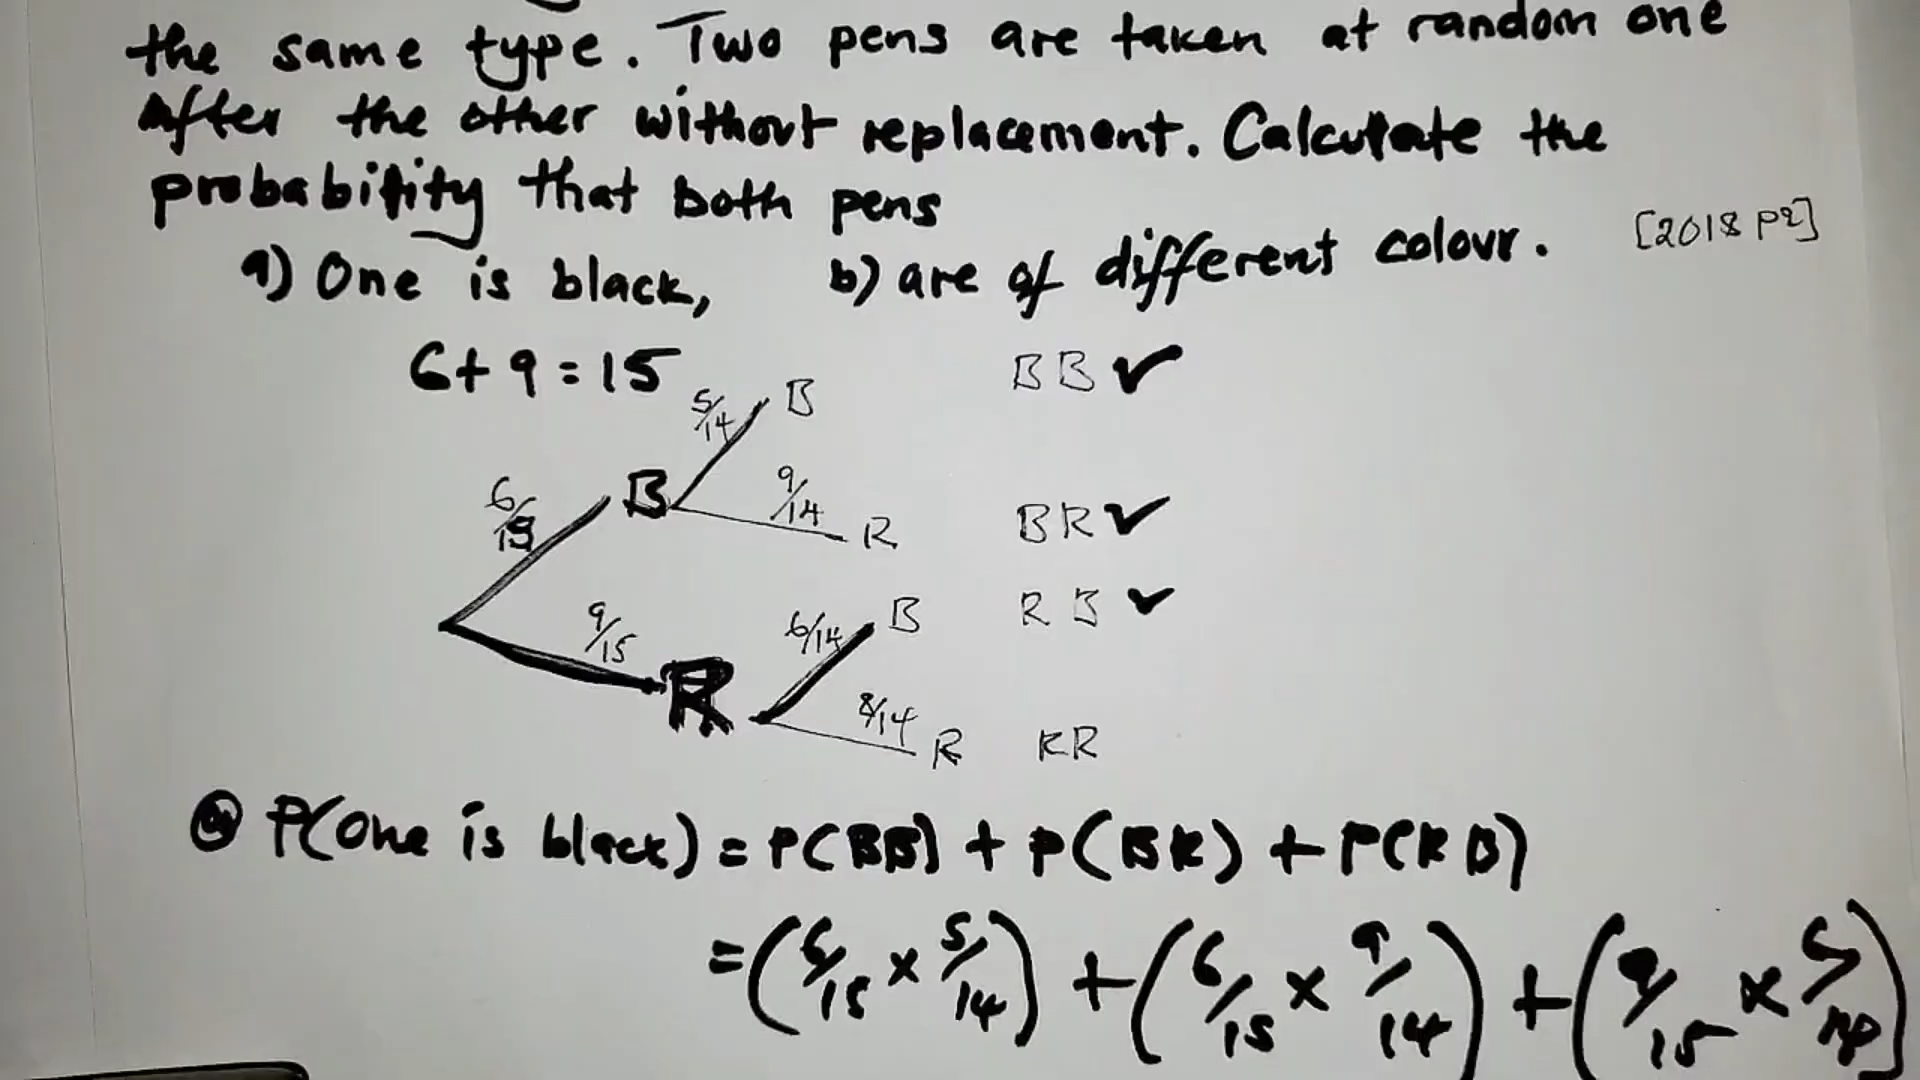 the same type. Two pens are taken at random one
after the other without replacement. Calculate the
probability that both pens
a) One is black, b) are of different colour. [2018 P2]
6+9=15
BB ✓
5/14 B
6/15 B 9/14 R
BR ✓
9/15 R 6/14 B
RB ✓
8/14 R
RR
(a) P(One is black) = P(BB) + P(BR) + P(RB)
= (6/15 × 5/14) + (6/15 × 9/14) + (9/15 × 6/14)